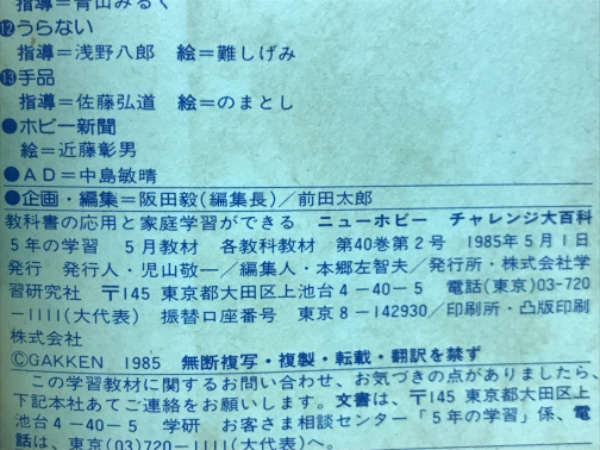 指導=青山みるく
⑫うらない
指導=浅野八郎　絵=難しげみ
⑬手品
指導=佐藤弘道　絵=のまとし
●ホビー新聞
絵=近藤彰男
●AD=中島敏晴
●企画・編集=阪田毅(編集長)/前田太郎
教科書の応用と家庭学習ができる　ニューホビー　チャレンジ大百科
5年の学習　5月教材　各教科教材　第40巻第2号　1985年5月1日
発行　発行人・児山敬一/編集人・本郷左智夫/発行所・株式会社学
習研究社　〒145　東京都大田区上池台4-40-5　電話(東京)03-720
-1111(大代表)　振替口座番号　東京8-142930/印刷所・凸版印刷
株式会社
©GAKKEN　1985　無断複写・複製・転載・翻訳を禁ず
この学習教材に関するお問い合わせ、お気づきの点がありましたら、
下記本社あてご連絡をお願いします。文書は、〒145　東京都大田区上
池台4-40-5　学研　お客さま相談センター「5年の学習」係、電
話は、東京(03)720-1111(大代表)へ。